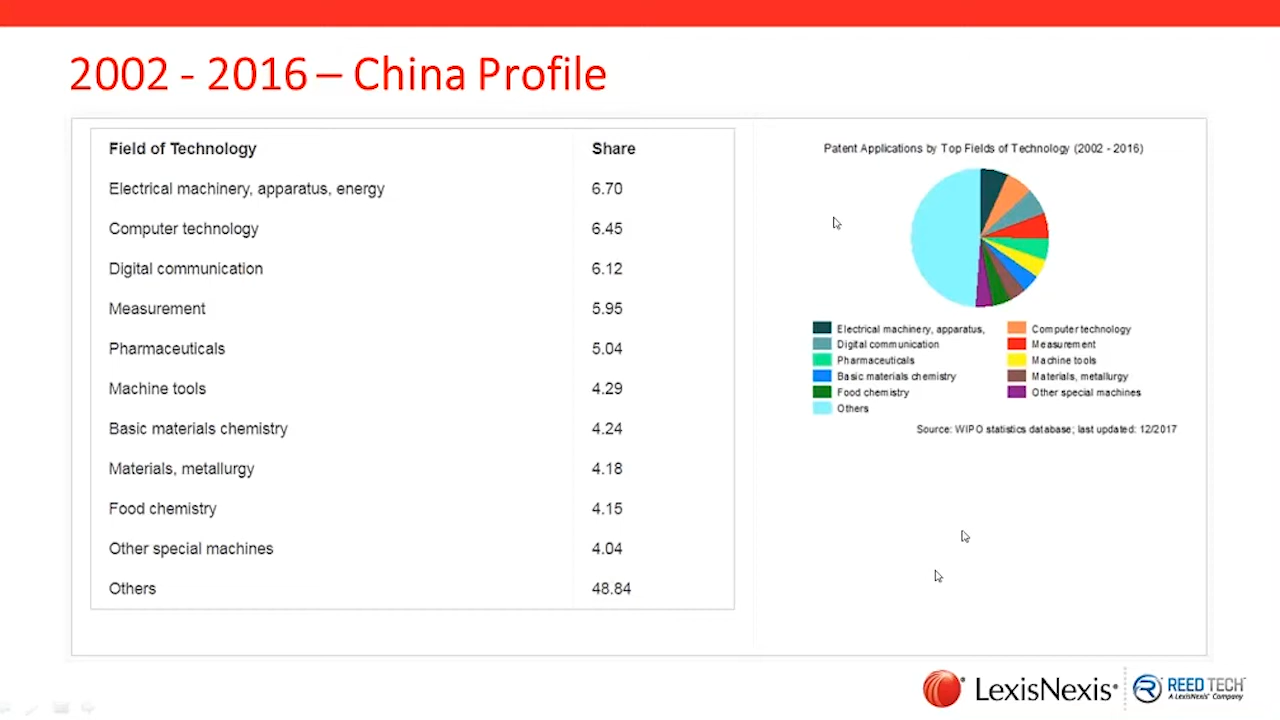 2002 - 2016 – China Profile
Field of Technology Share
Electrical machinery, apparatus, energy 6.70
Computer technology 6.45
Digital communication 6.12
Measurement 5.95
Pharmaceuticals 5.04
Machine tools 4.29
Basic materials chemistry 4.24
Materials, metallurgy 4.18
Food chemistry 4.15
Other special machines 4.04
Others 48.84
Patent Applications by Top Fields of Technology (2002 - 2016)
Electrical machinery, apparatus, Computer technology
Digital communication Measurement
Pharmaceuticals Machine tools
Basic materials chemistry Materials, metallurgy
Food chemistry Other special machines
Others
Source: WIPO statistics database; last updated: 12/2017
LexisNexis® REED TECH™
A LexisNexis® Company